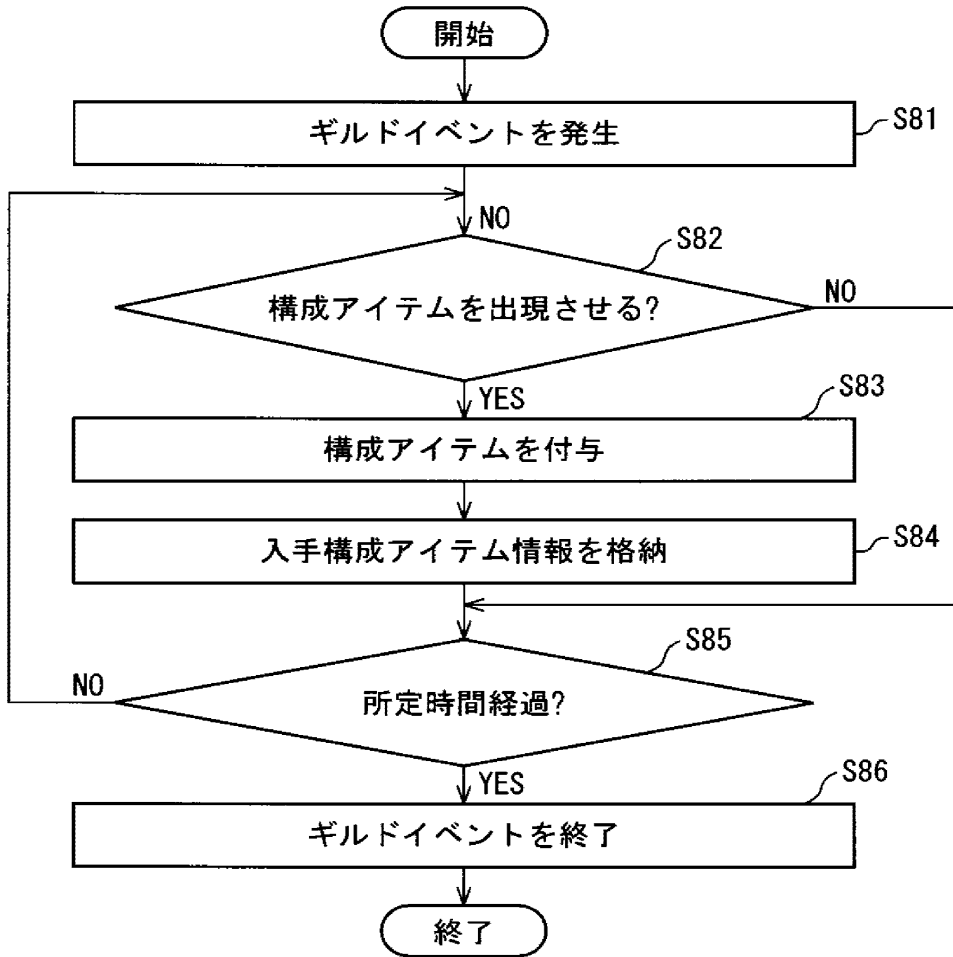 開始
ギルドイベントを発生
S81
NO
S82
構成アイテムを出現させる?
NO
YES
S83
構成アイテムを付与
入手構成アイテム情報を格納
S84
S85
NO
所定時間経過?
YES
S86
ギルドイベントを終了
終了